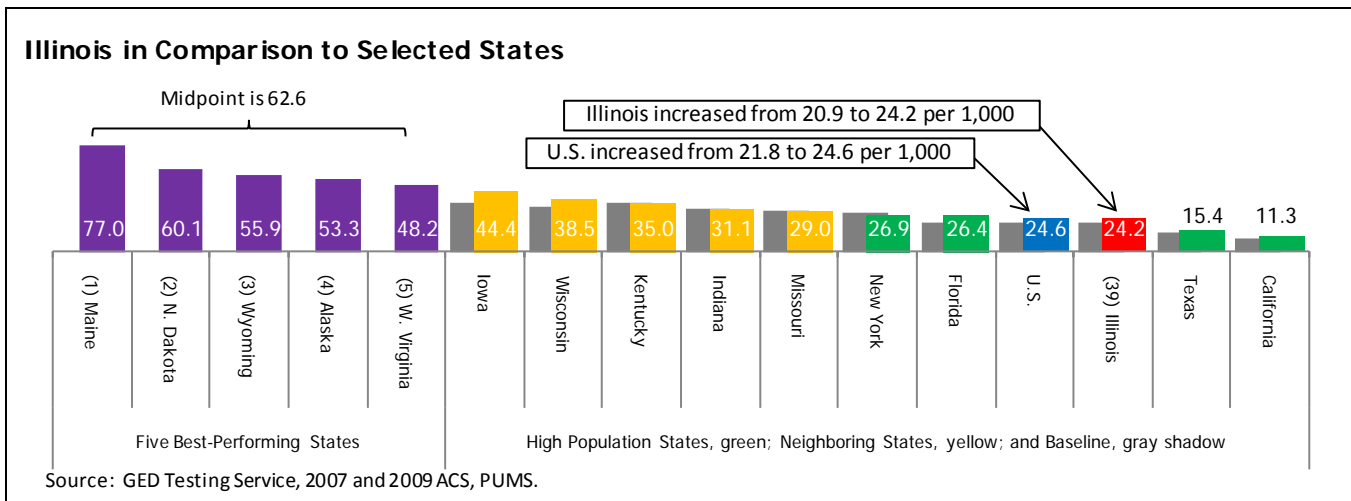 Illinois in Comparison to Selected States
Midpoint is 62.6
Illinois increased from 20.9 to 24.2 per 1,000
U.S. increased from 21.8 to 24.6 per 1,000
77.0 60.1 55.9 53.3 48.2 44.4 38.5 35.0 31.1 29.0 26.9 26.4 24.6 24.2 15.4 11.3
(1) Maine
(2) N. Dakota
(3) Wyoming
(4) Alaska
(5) W. Virginia
Iowa
Wisconsin
Kentucky
Indiana
Missouri
New York
Florida
U.S.
(39) Illinois
Texas
California
Five Best-Performing States
High Population States, green; Neighboring States, yellow; and Baseline, gray shadow
Source: GED Testing Service, 2007 and 2009 ACS, PUMS.